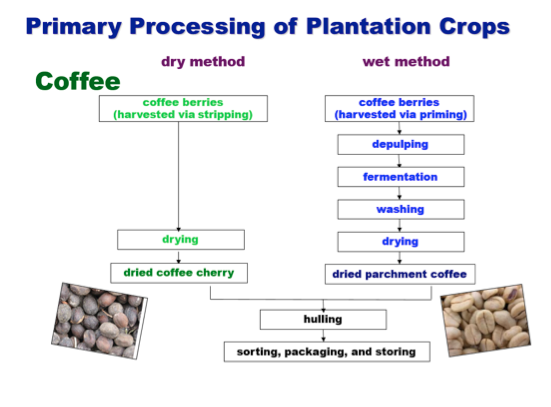 Primary Processing of Plantation Crops
dry method
wet method
Coffee
coffee berries
(harvested via stripping)
coffee berries
(harvested via priming)
depulping
fermentation
washing
drying
drying
dried coffee cherry
dried parchment coffee
hulling
sorting, packaging, and storing